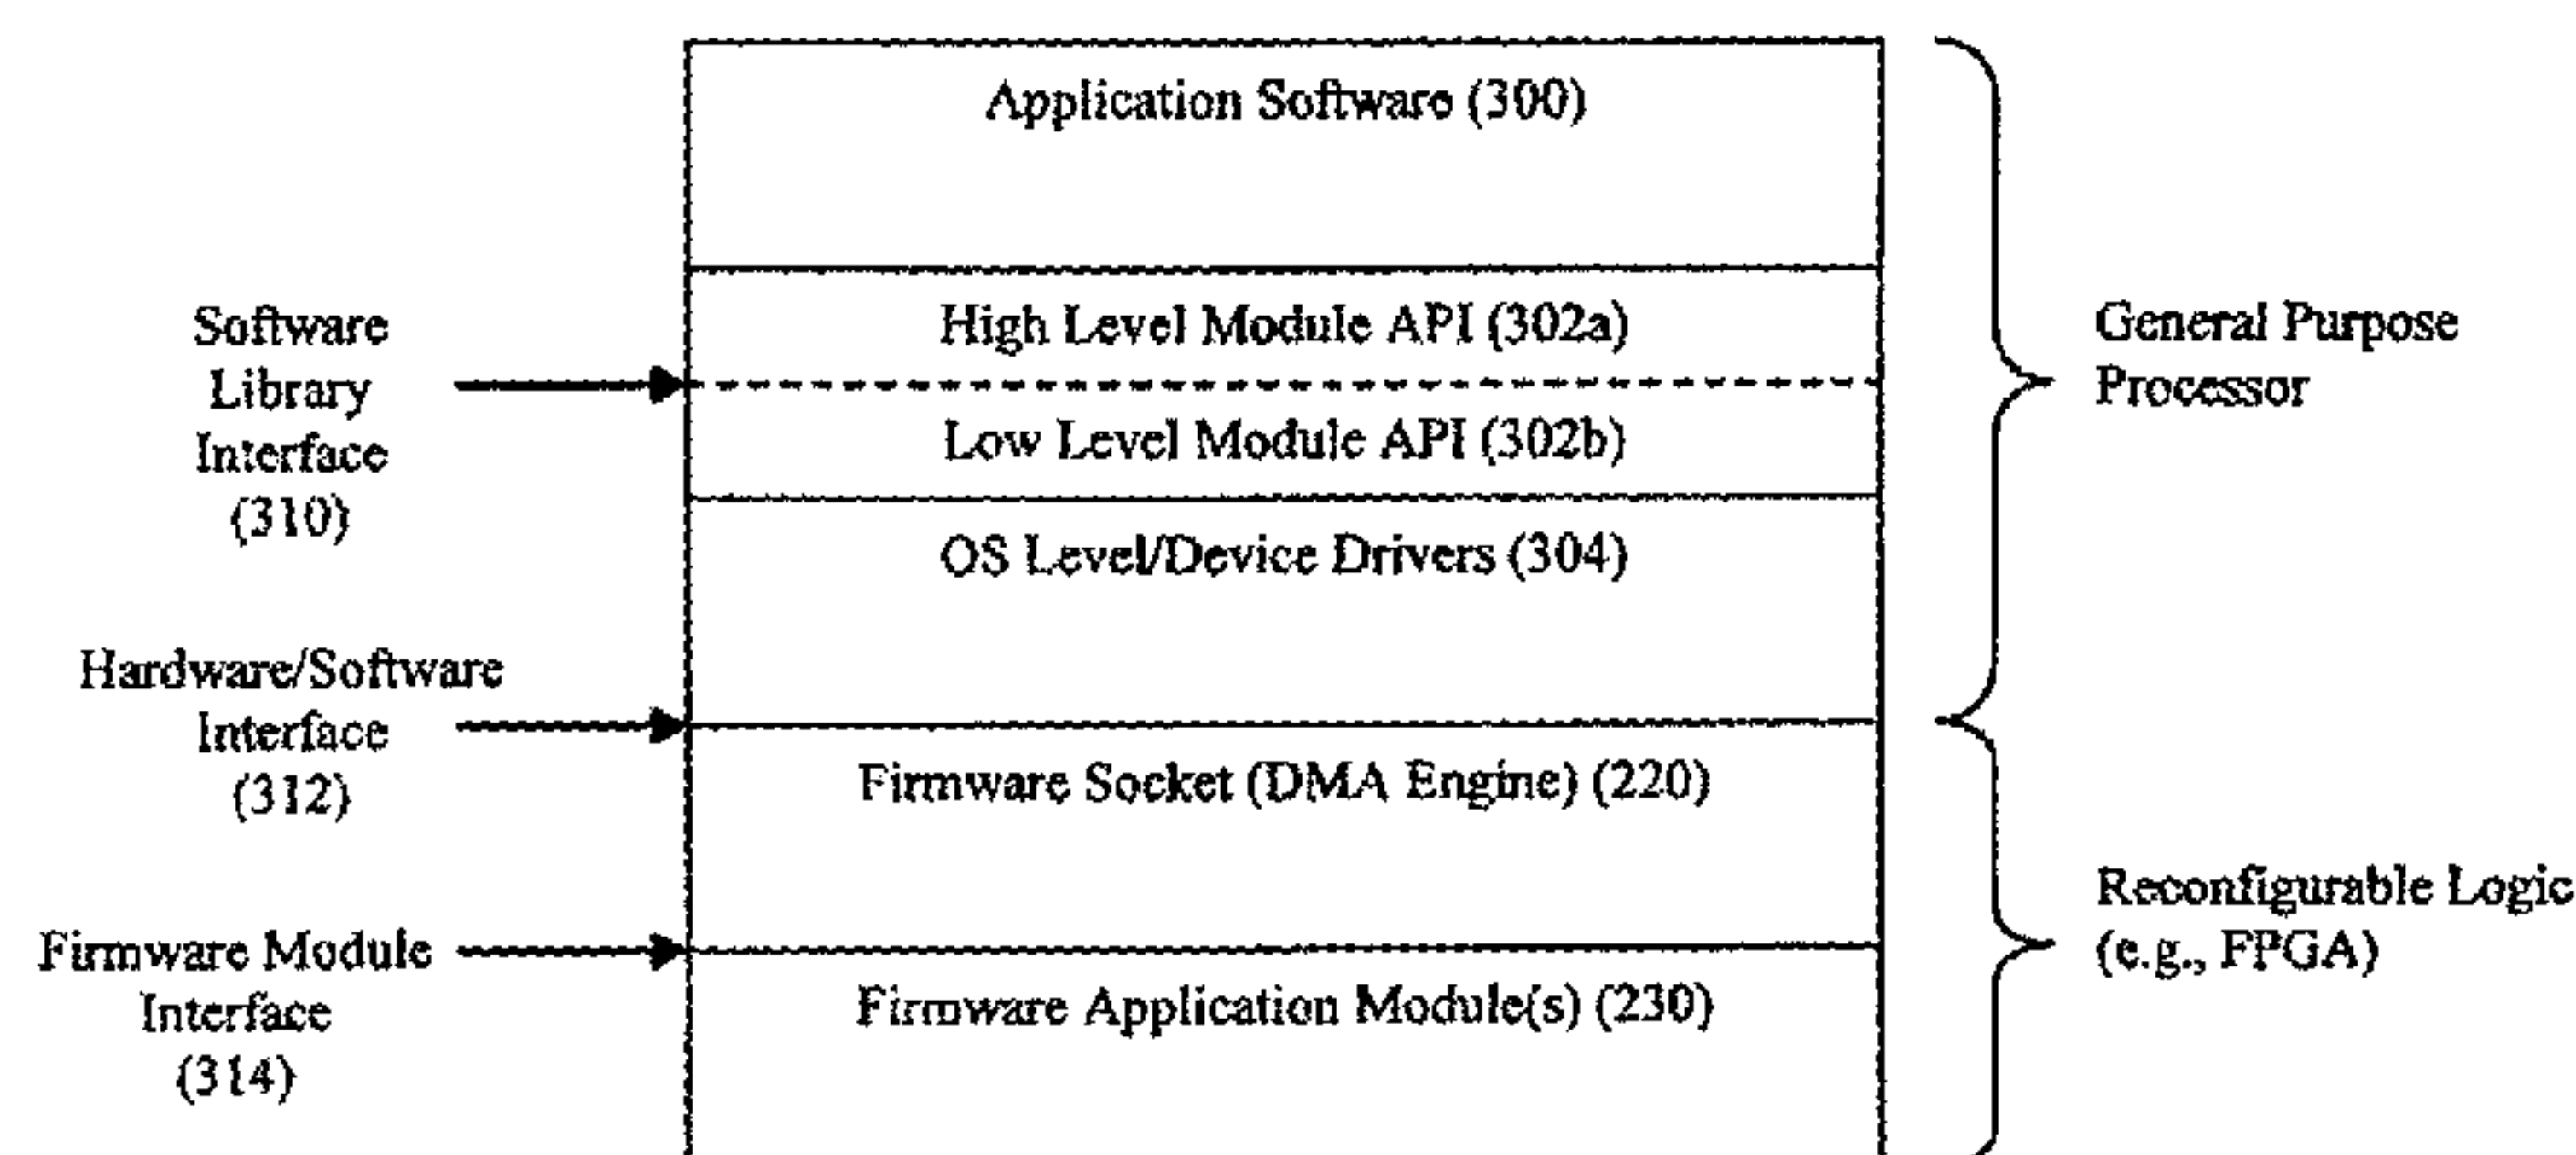 Application Software (300)
High Level Module API (302a)
Low Level Module API (302b)
OS Level/Device Drivers (304)
Firmware Socket (DMA Engine) (220)
Firmware Application Module(s) (230)
Software
Library
Interface
(310)
Hardware/Software
Interface
(312)
Firmware Module
Interface
(314)
General Purpose
Processor
Reconfigurable Logic
(e.g., FPGA)